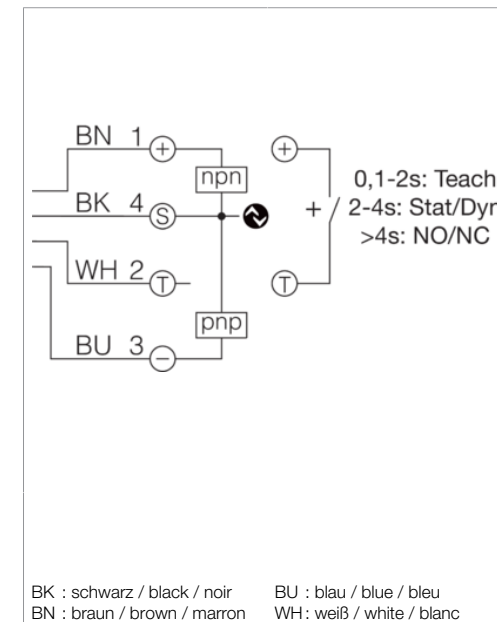 BN 1 +
npn
+
0,1-2s: Teach
BK 4 S
+ 2-4s: Stat/Dyn
>4s: NO/NC
WH 2 T
T
pnp
BU 3 −
BK : schwarz / black / noir
BU : blau / blue / bleu
BN : braun / brown / marron
WH : weiß / white / blanc